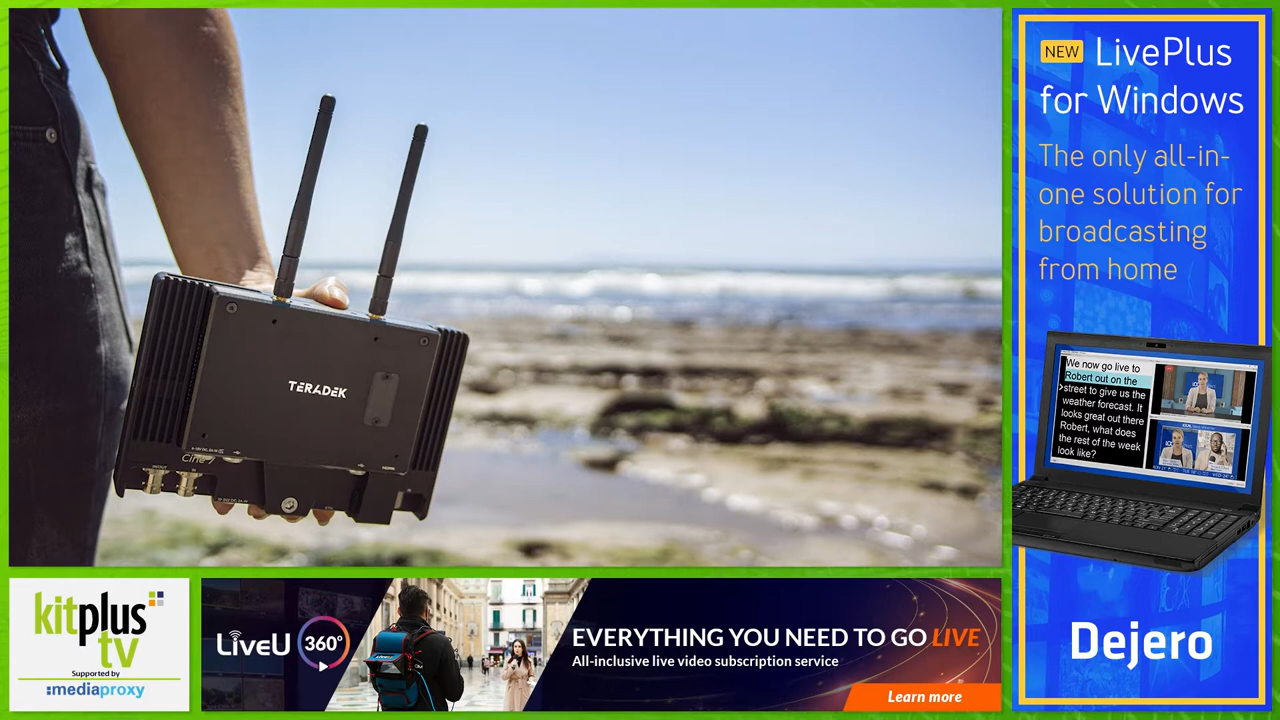 TERADEK
Cine 7
NEW LivePlus
for Windows
The only all-in-
one solution for
broadcasting
from home
We now go live to
Robert out on the
street to give us the
weather forecast. It
looks great out there
Robert, what does
the rest of the week
look like?
Dejero
kitplus
tv
Supported by
:mediaproxy
LiveU 360°
EVERYTHING YOU NEED TO GO LIVE
All-inclusive live video subscription service
Learn more